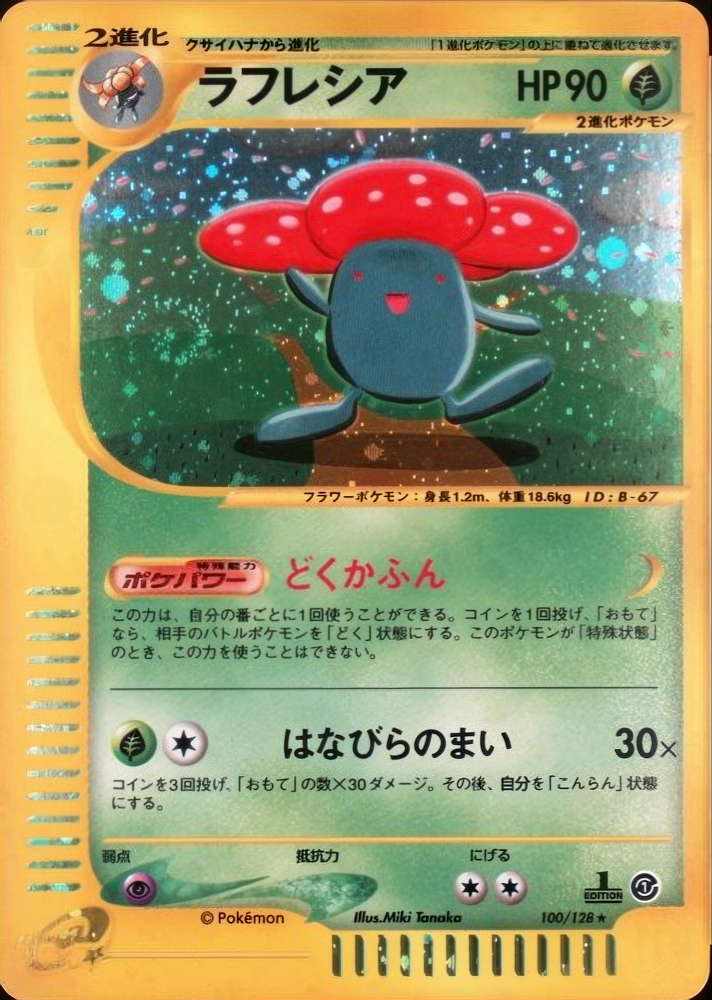 2進化 クサイハナから進化 「1進化ポケモン」の上に重ねて進化させます。
ラフレシア HP90
2進化ポケモン
フラワーポケモン：身長1.2m、体重18.6kg ID：B-67
特殊能力
ポケパワー どくかふん
この力は、自分の番ごとに1回使うことができる。コインを1回投げ、「おもて」
なら、相手のバトルポケモンを「どく」状態にする。このポケモンが「特殊状態」
のとき、この力を使うことはできない。
はなびらのまい 30×
コインを3回投げ、「おもて」の数×30ダメージ。その後、自分を「こんらん」状態
にする。
弱点 抵抗力 にげる
1 EDITION
©Pokémon Illus.Miki Tanaka 100/128★